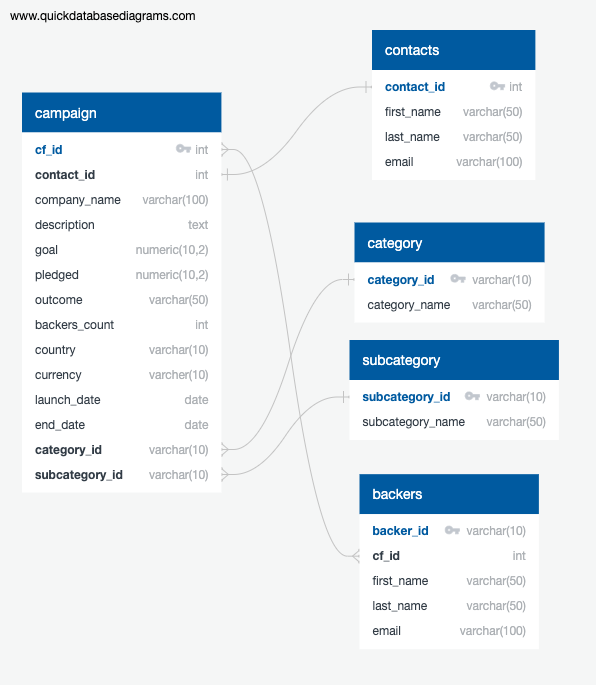 www.quickdatabasediagrams.com
campaign
cf_id int
contact_id int
company_name varchar(100)
description text
goal numeric(10,2)
pledged numeric(10,2)
outcome varchar(50)
backers_count int
country varchar(10)
currency varcher(10)
launch_date date
end_date date
category_id varchar(10)
subcategory_id varchar(10)
contacts
contact_id int
first_name varchar(50)
last_name varchar(50)
email varchar(100)
category
category_id varchar(10)
category_name varchar(50)
subcategory
subcategory_id varchar(10)
subcategory_name varchar(50)
backers
backer_id varchar(10)
cf_id int
first_name varchar(50)
last_name varchar(50)
email varchar(100)